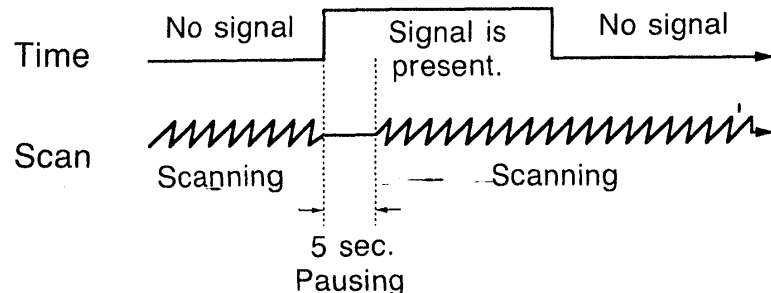 No signal
Signal is
present.
No signal
Time
Scan
Scanning
Scanning
5 sec.
Pausing